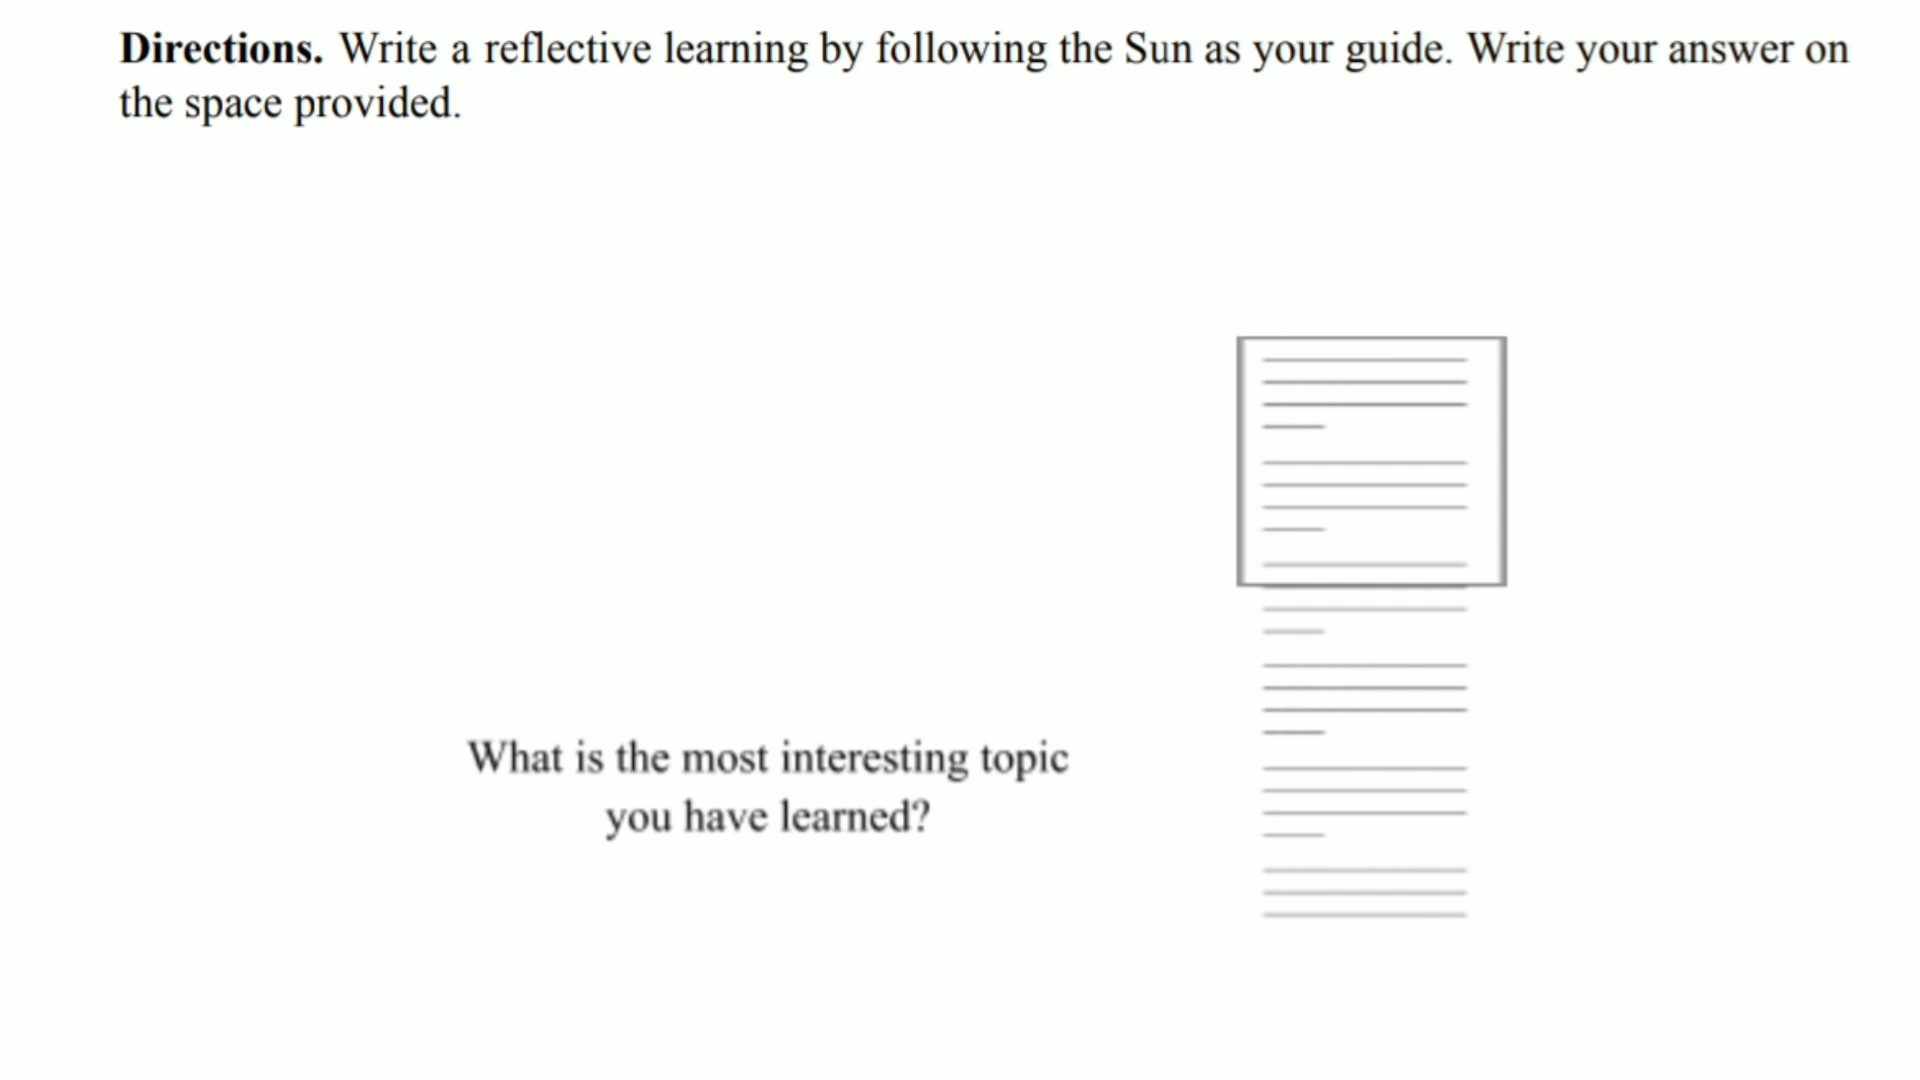 Directions. Write a reflective learning by following the Sun as your guide. Write your answer on
the space provided.
What is the most interesting topic
you have learned?